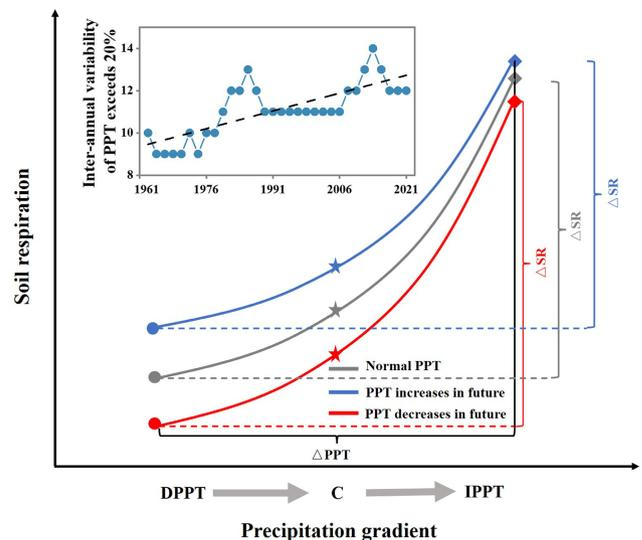 Inter-annual variability
of PPT exceeds 20%
14
12
10
8
1961
1976
1991
2006
2021
Soil respiration
△SR
△SR
△SR
Normal PPT
PPT increases in future
PPT decreases in future
△PPT
DPPT
C
IPPT
Precipitation gradient